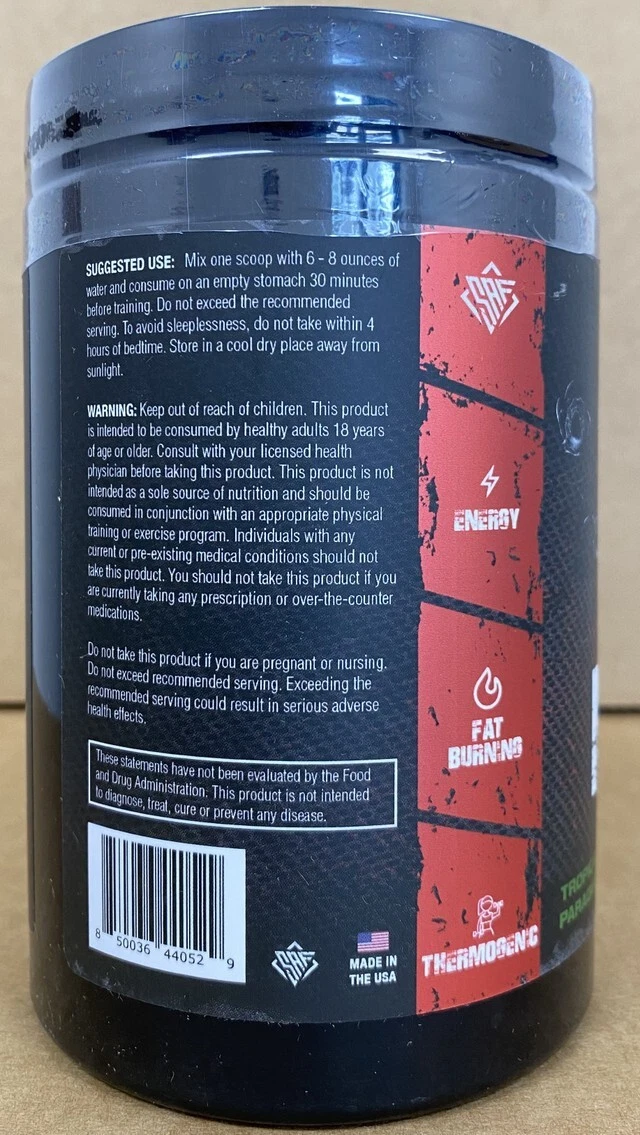 SUGGESTED USE: Mix one scoop with 6 - 8 ounces of
water and consume on an empty stomach 30 minutes
before training. Do not exceed the recommended
serving. To avoid sleeplessness, do not take within 4
hours of bedtime. Store in a cool dry place away from
sunlight.
WARNING: Keep out of reach of children. This product
is intended to be consumed by healthy adults 18 years
of age or older. Consult with your licensed health
physician before taking this product. This product is not
intended as a sole source of nutrition and should be
consumed in conjunction with an appropriate physical
training or exercise program. Individuals with any
current or pre-existing medical conditions should not
take this product. You should not take this product if you
are currently taking any prescription or over-the-counter
medications.
Do not take this product if you are pregnant or nursing.
Do not exceed recommended serving. Exceeding the
recommended serving could result in serious adverse
health effects.
These statements have not been evaluated by the Food
and Drug Administration. This product is not intended
to diagnose, treat, cure or prevent any disease.
8 50036 44052 9
SAF
MADE IN
THE USA
SAF
ENERGY
FAT
BURNING
THERMOGENIC